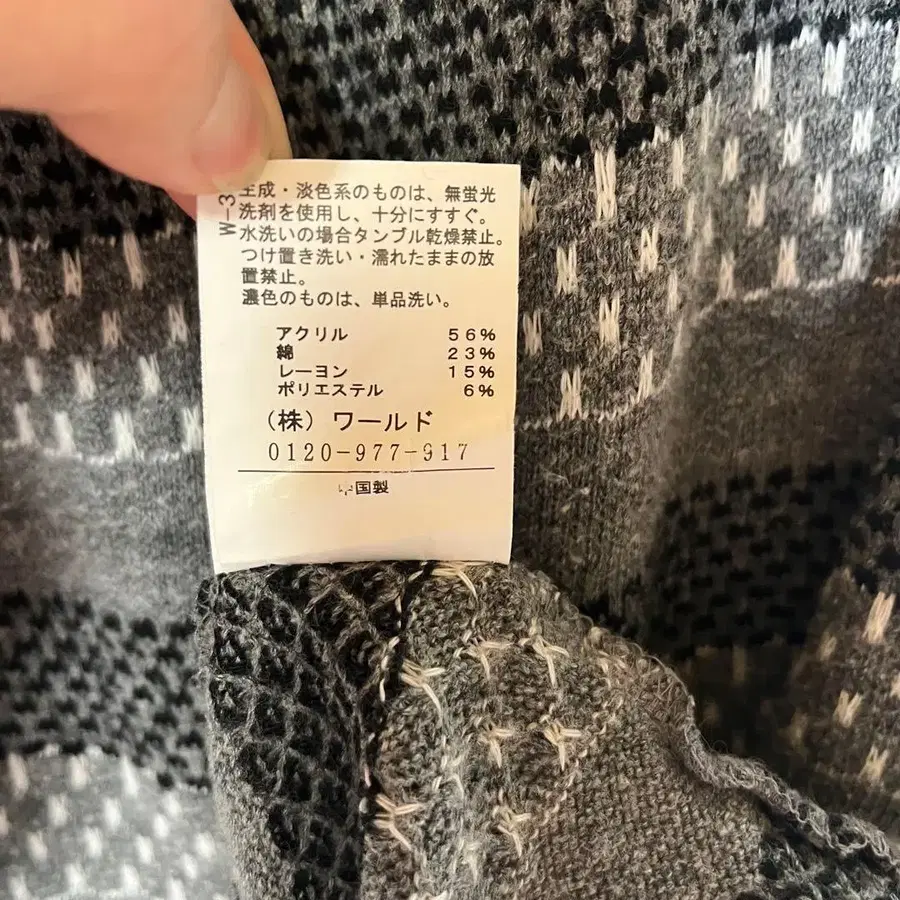 W-3
生成・淡色系のものは、無蛍光
洗剤を使用し、十分にすすぐ。
水洗いの場合タンブル乾燥禁止。
つけ置き洗い・濡れたままの放
置禁止。
濃色のものは、単品洗い。
アクリル 56%
綿 23%
レーヨン 15%
ポリエステル 6%
(株) ワールド
0120-977-917
中国製